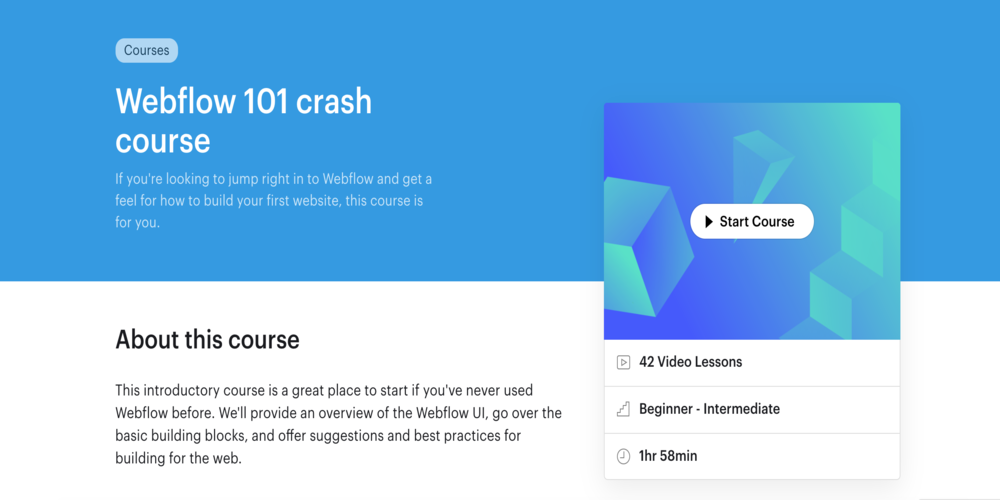 Courses
Webflow 101 crash
course
If you're looking to jump right in to Webflow and get a
feel for how to build your first website, this course is
for you.
Start Course
About this course
This introductory course is a great place to start if you've never used
Webflow before. We'll provide an overview of the Webflow UI, go over the
basic building blocks, and offer suggestions and best practices for
building for the web.
42 Video Lessons
Beginner - Intermediate
1hr 58min